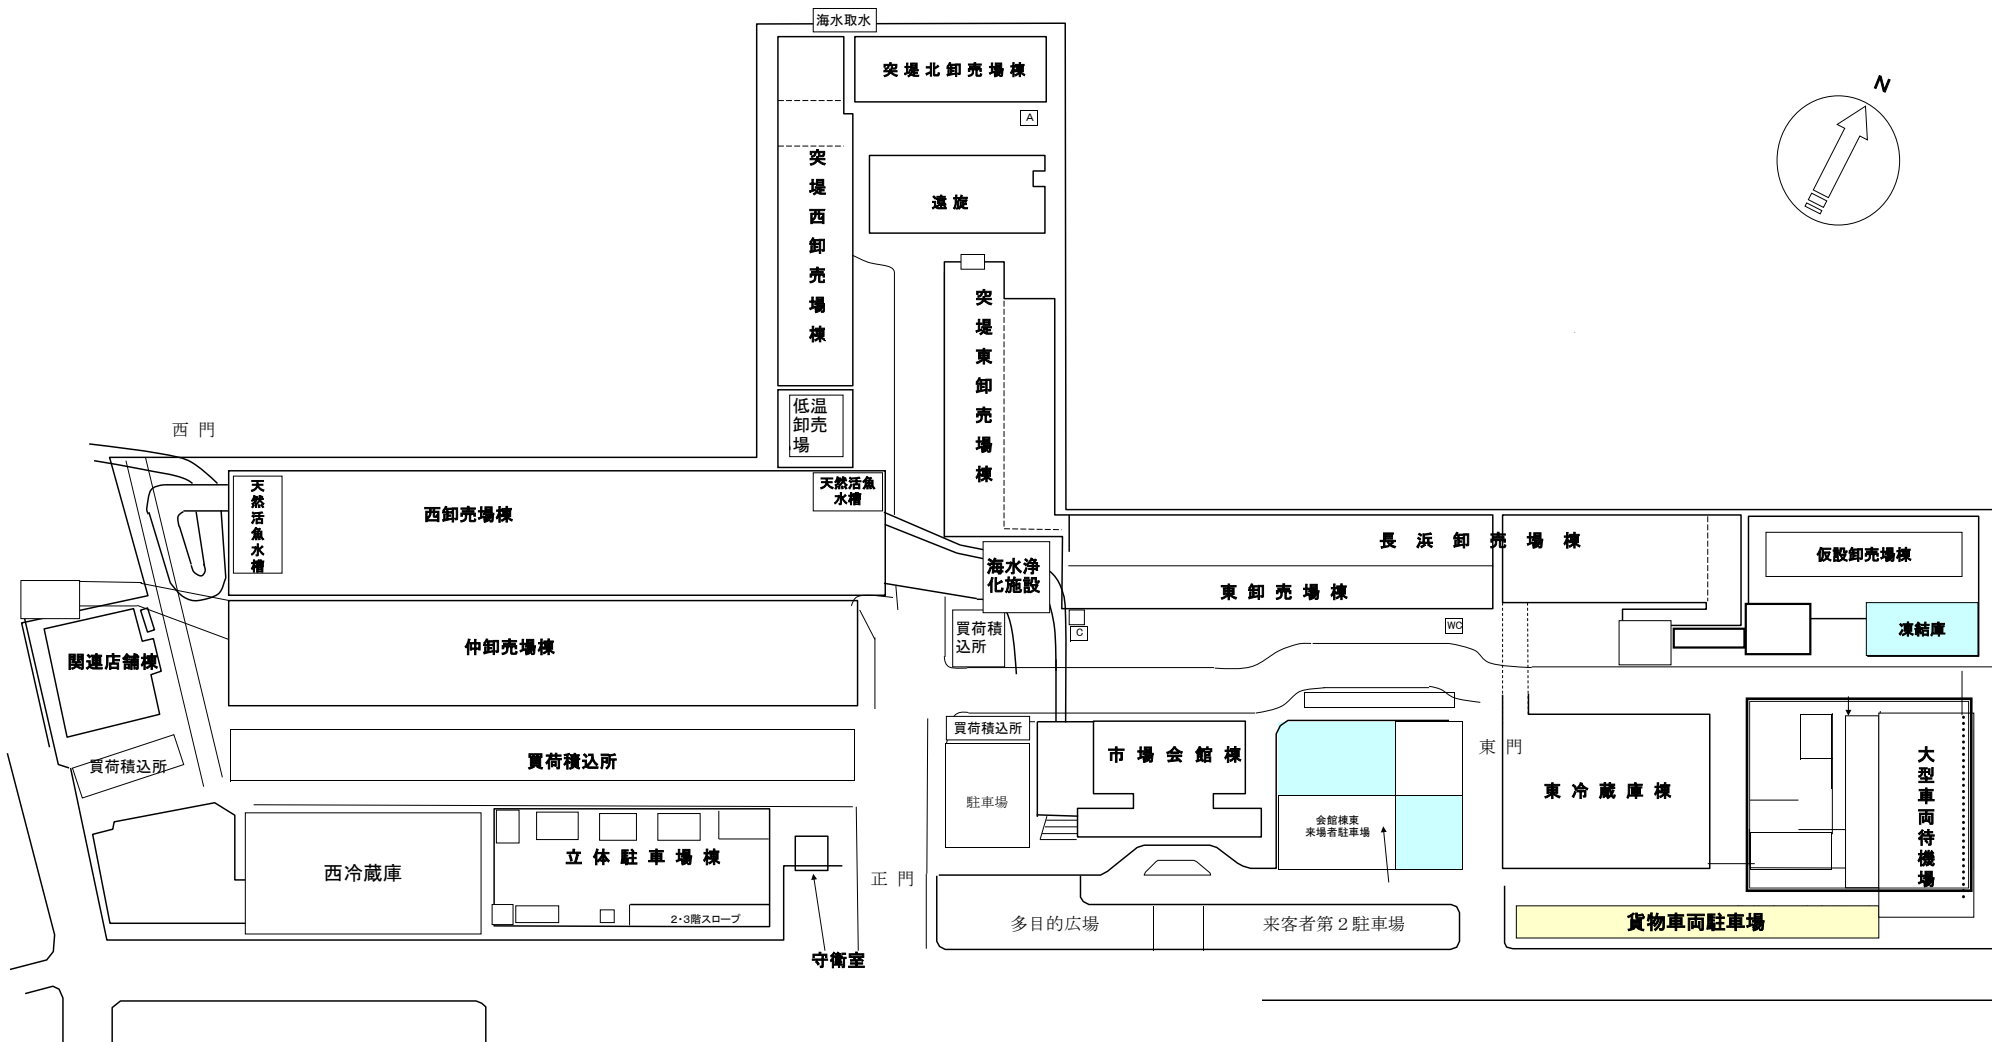 海水取水
突堤北卸売場棟
N
A
突堤西卸売場棟
遠旋
突堤東卸売場棟
低温
卸売
場
西門
天然活魚水槽
西卸売場棟
天然活魚
水槽
長浜卸売場棟
仮設卸売場棟
海水浄
化施設
東卸売場棟
凍結庫
買荷積
込所
C
WC
仲卸売場棟
関連店舗棟
買荷積込所
買荷積込所
買荷積込所
市場会館棟
東門
東冷蔵庫棟
大型車両待機場
駐車場
会館棟東
来場者駐車場
西冷蔵庫
立体駐車場棟
2・3階スロープ
正門
多目的広場
来客者第2駐車場
貨物車両駐車場
守衛室